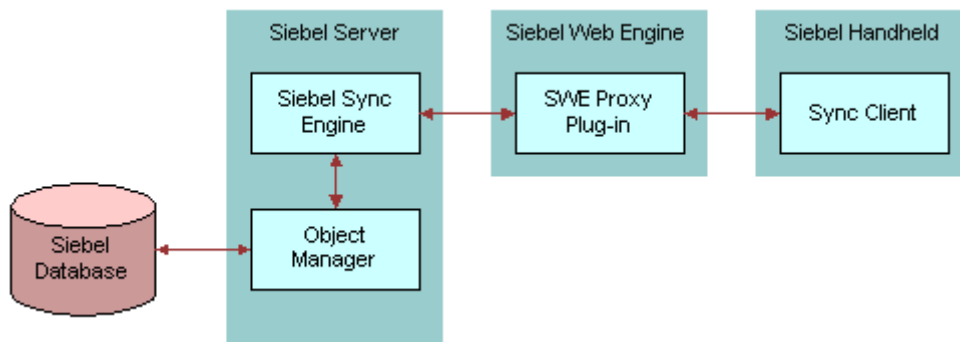 Siebel Server
Siebel Web Engine
Siebel Handheld
Siebel Sync
Engine
SWE Proxy
Plug-in
Sync Client
Siebel
Database
Object
Manager